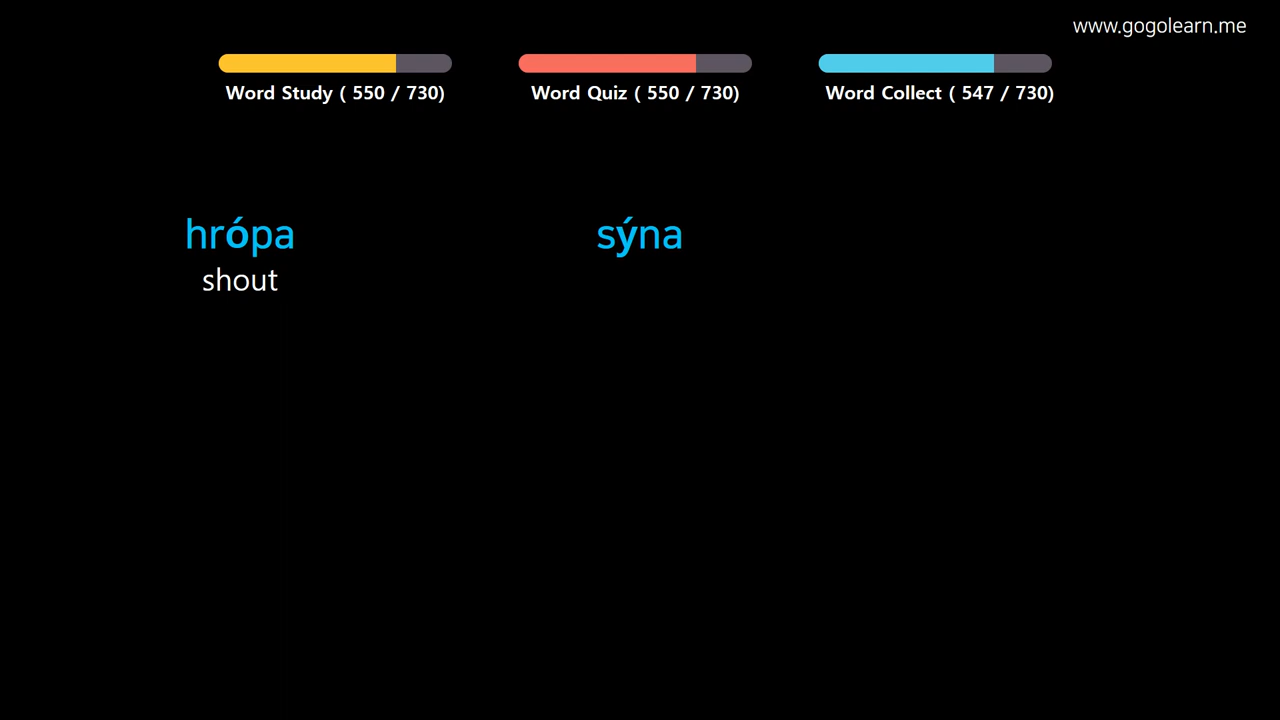 www.gogolearn.me
Word Study ( 550 / 730)
Word Quiz ( 550 / 730)
Word Collect ( 547 / 730)
hrópa
sýna
shout